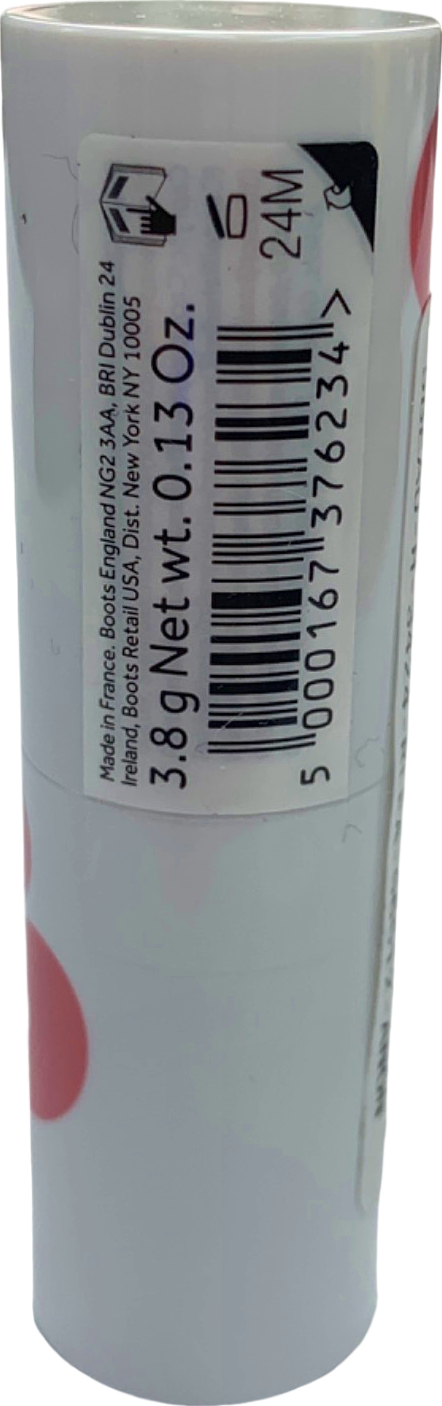 Made in France. Boots England NG2 3AA, BRI Dublin 24
Ireland, Boots Retail USA, Dist. New York NY 10005
3.8 g Net wt. 0.13 Oz.
24M
5 000167 376234 >